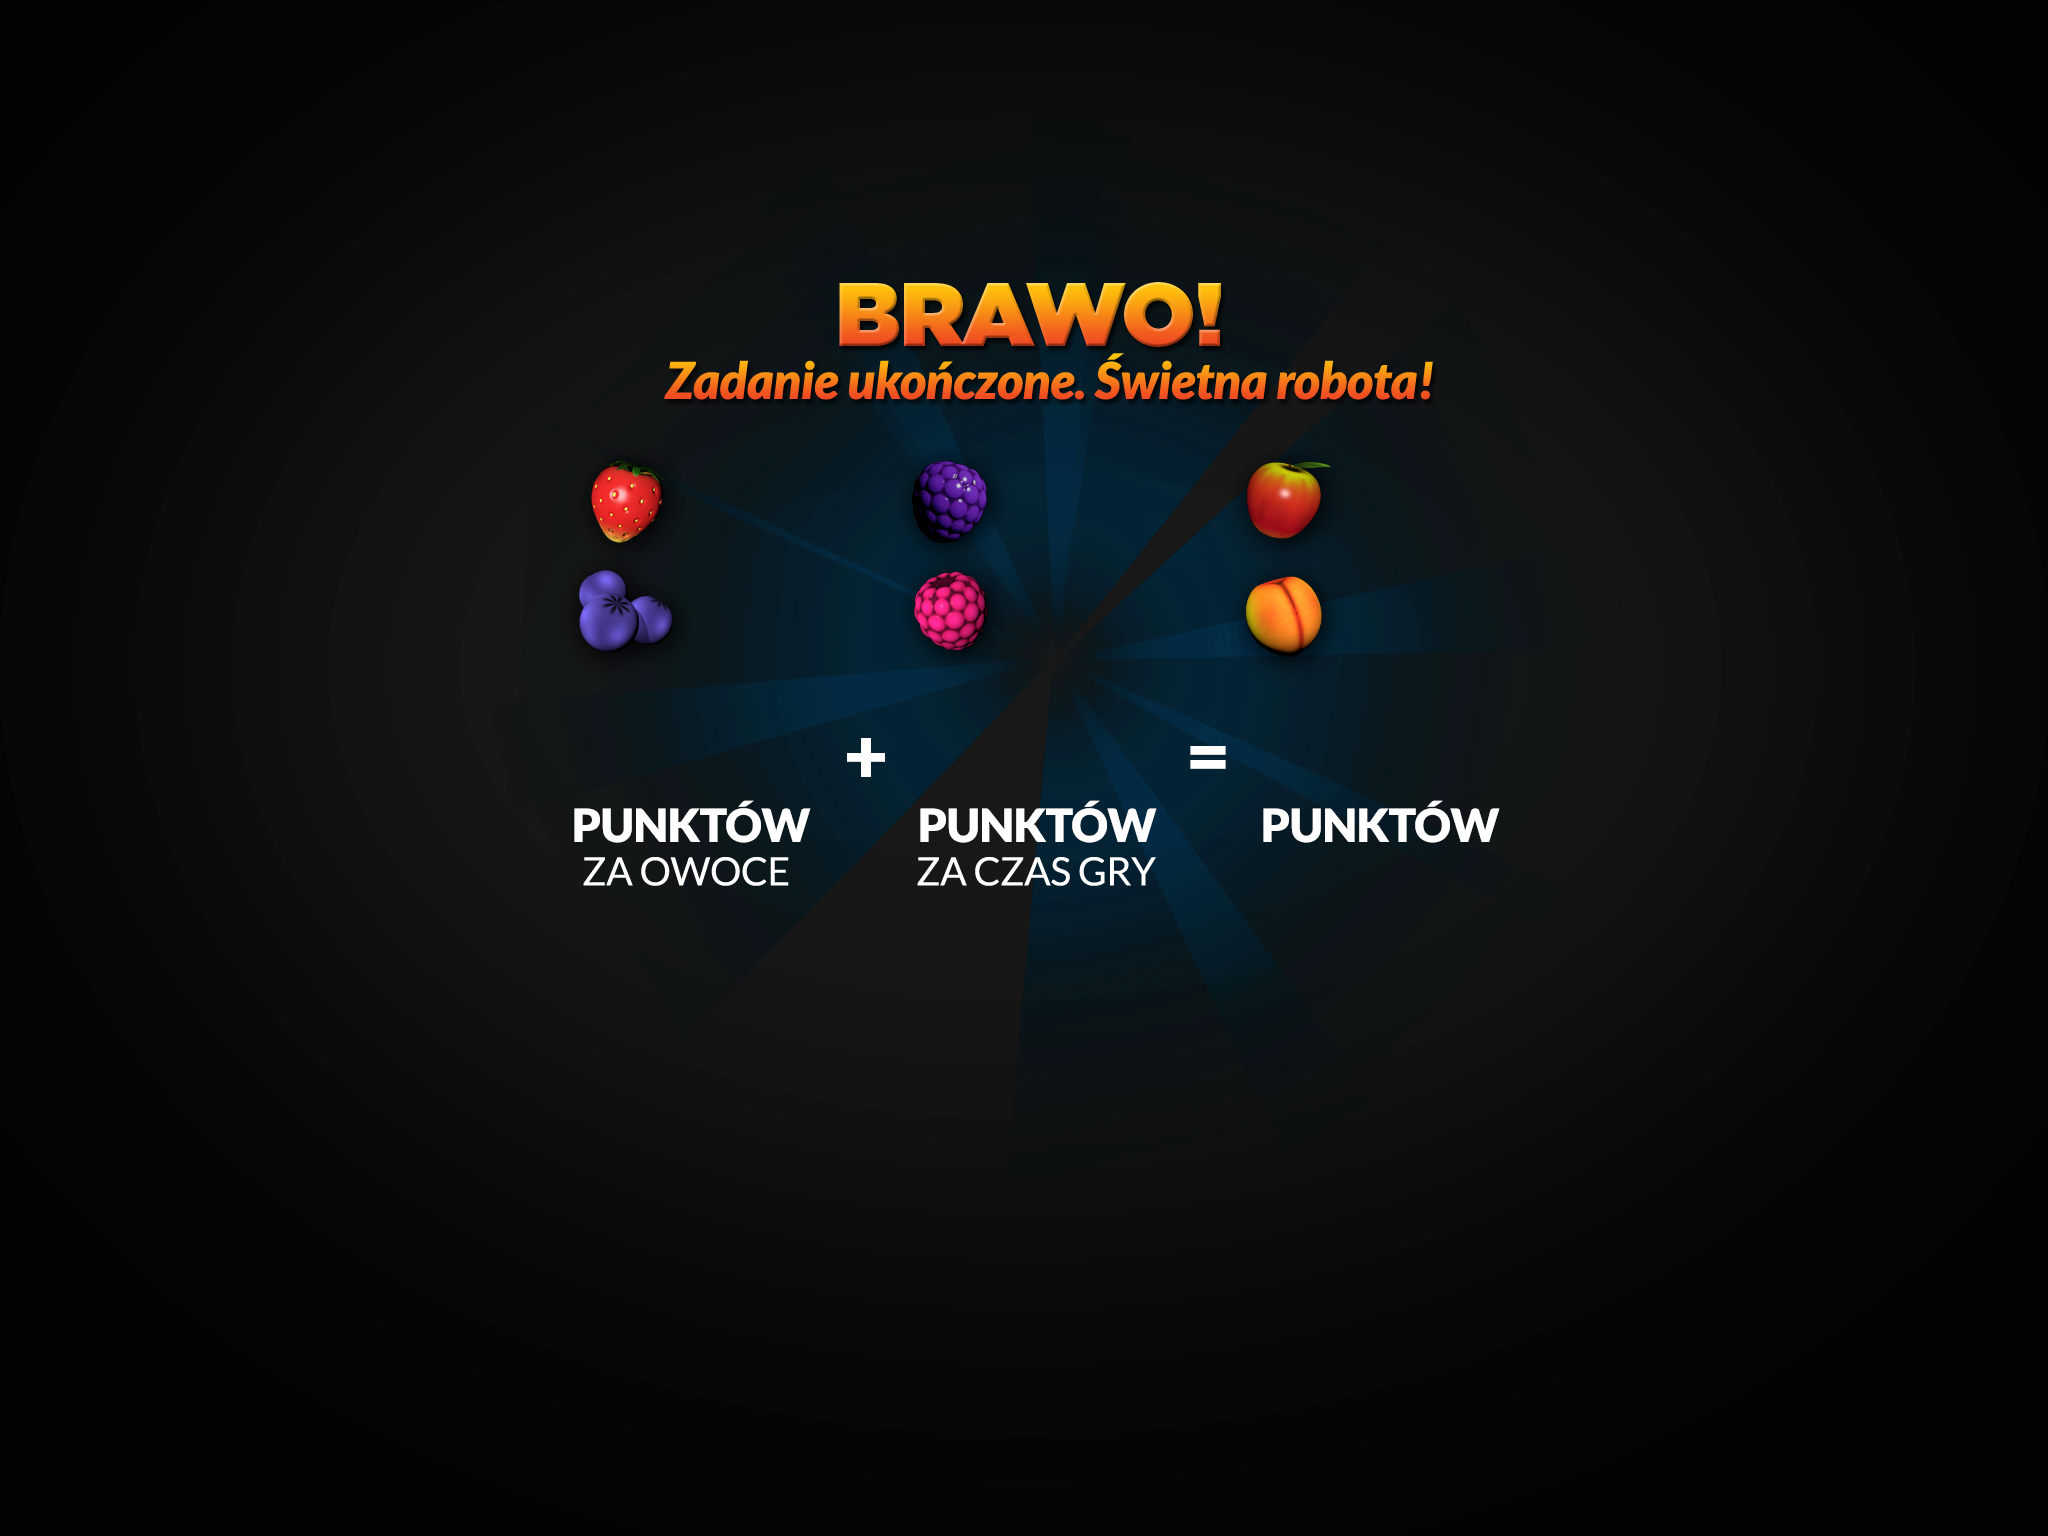 BRAWO!
Zadanie ukończone. Świetna robota!
+ =
PUNKTÓW PUNKTÓW PUNKTÓW
ZA OWOCE ZA CZAS GRY